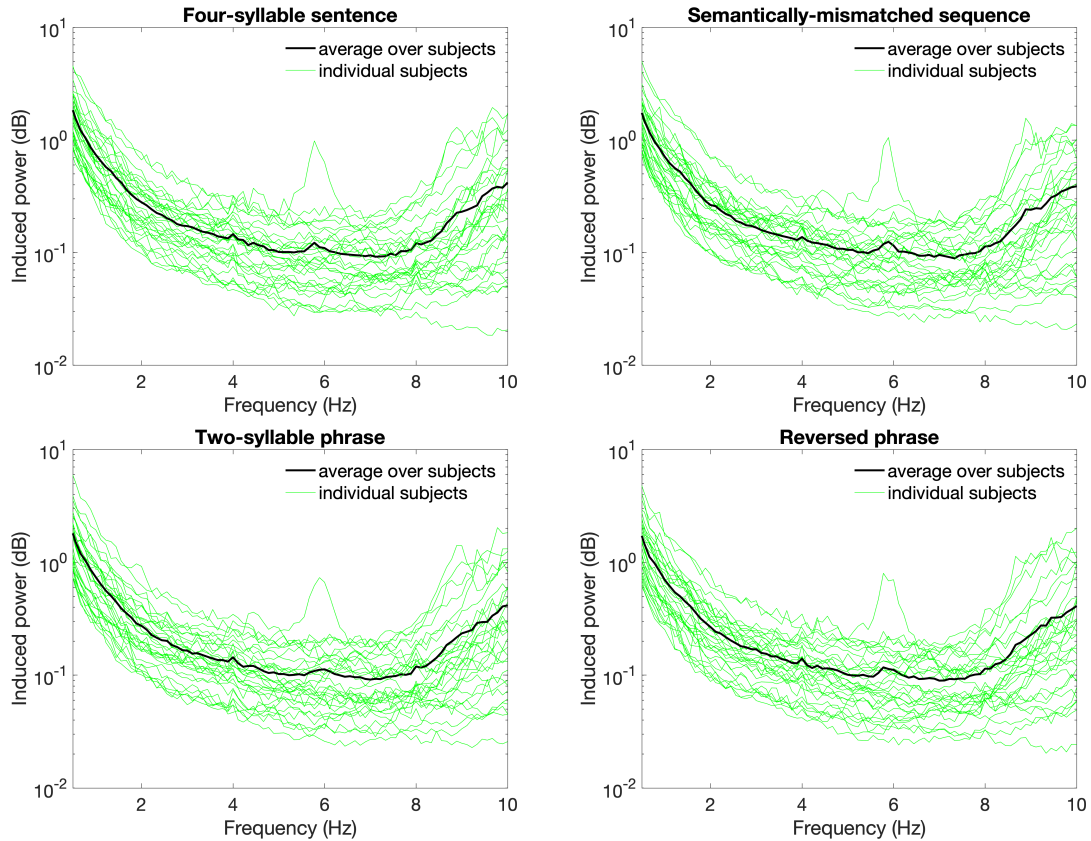 Four-syllable sentence
average over subjects
individual subjects
Induced power (dB)
10^1
10^0
10^-1
10^-2
2 4 6 8 10
Frequency (Hz)
Semantically-mismatched sequence
average over subjects
individual subjects
Induced power (dB)
10^1
10^0
10^-1
10^-2
2 4 6 8 10
Frequency (Hz)
Two-syllable phrase
average over subjects
individual subjects
Induced power (dB)
10^1
10^0
10^-1
10^-2
2 4 6 8 10
Frequency (Hz)
Reversed phrase
average over subjects
individual subjects
Induced power (dB)
10^1
10^0
10^-1
10^-2
2 4 6 8 10
Frequency (Hz)